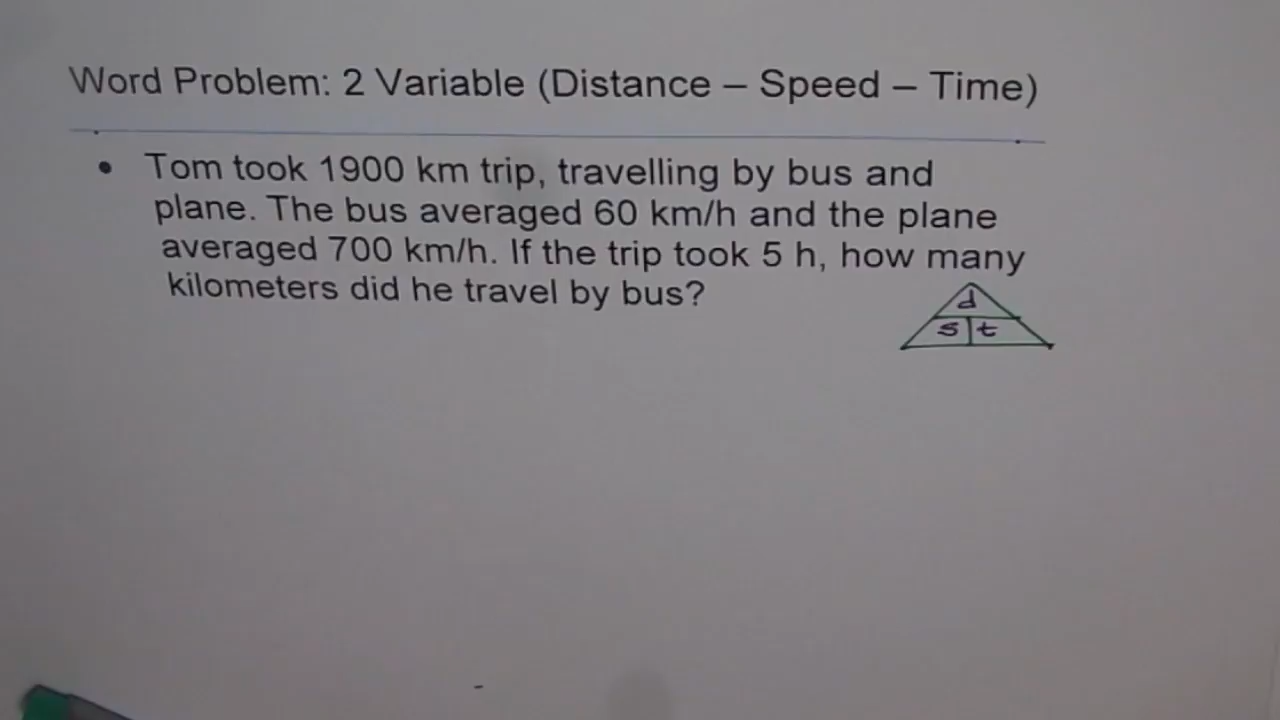 Word Problem: 2 Variable (Distance – Speed – Time)
• Tom took 1900 km trip, travelling by bus and
plane. The bus averaged 60 km/h and the plane
averaged 700 km/h. If the trip took 5 h, how many
kilometers did he travel by bus?
d
s t